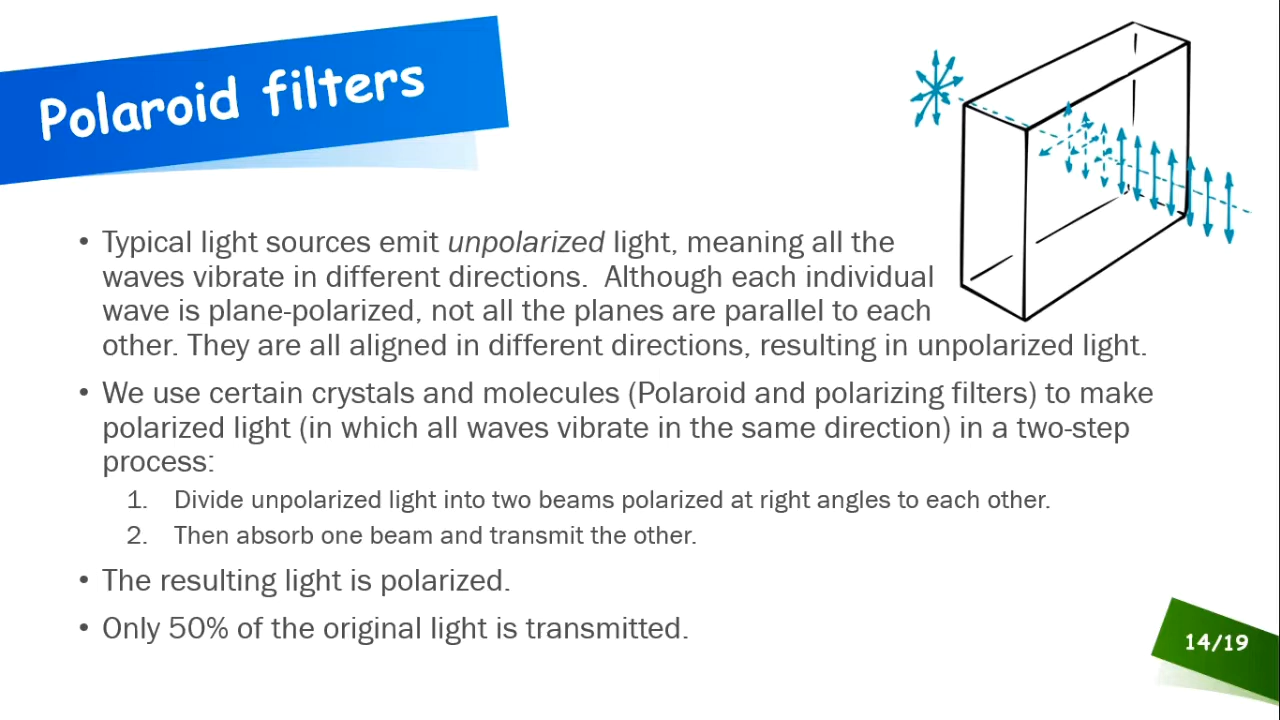 Polaroid filters
• Typical light sources emit unpolarized light, meaning all the
waves vibrate in different directions.  Although each individual
wave is plane-polarized, not all the planes are parallel to each
other. They are all aligned in different directions, resulting in unpolarized light.
• We use certain crystals and molecules (Polaroid and polarizing filters) to make
polarized light (in which all waves vibrate in the same direction) in a two-step
process:
1. Divide unpolarized light into two beams polarized at right angles to each other.
2. Then absorb one beam and transmit the other.
• The resulting light is polarized.
• Only 50% of the original light is transmitted.
14/19